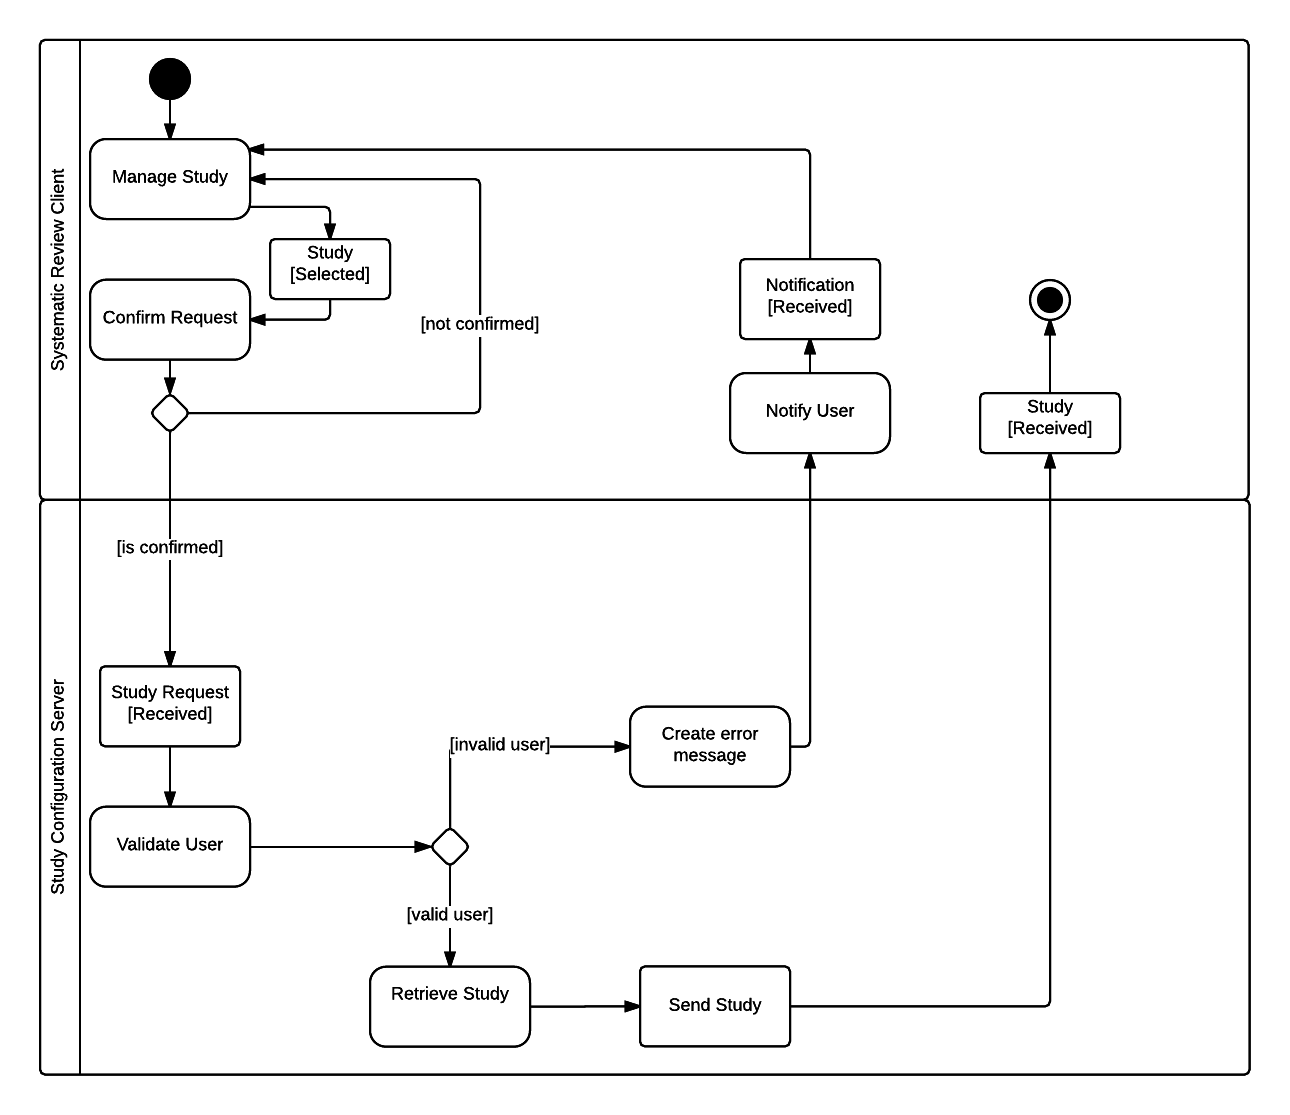 Systematic Review Client
Manage Study
Study
[Selected]
Confirm Request
[not confirmed]
Notification
[Received]
Notify User
Study
[Received]
Study Configuration Server
[is confirmed]
Study Request
[Received]
Validate User
[invalid user]
Create error
message
[valid user]
Retrieve Study
Send Study